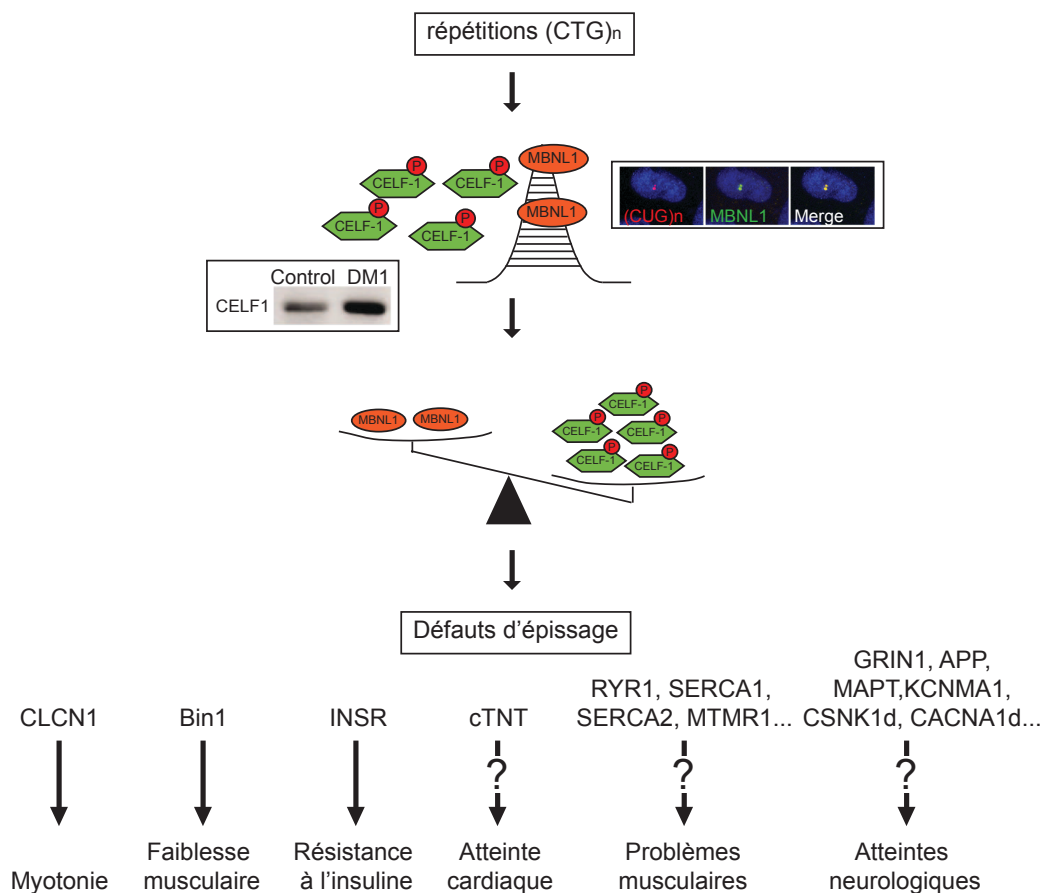 répétitions (CTG)n
MBNL1
P
P
CELF-1
CELF-1
P
MBNL1
P
CELF-1
CELF-1
(CUG)n
MBNL1
Merge
Control DM1
CELF1
P
CELF-1
MBNL1
MBNL1
P
P
CELF-1
CELF-1
P
P
CELF-1
CELF-1
Défauts d'épissage
CLCN1
Bin1
INSR
cTNT
RYR1, SERCA1,
SERCA2, MTMR1...
GRIN1, APP,
MAPT,KCNMA1,
CSNK1d, CACNA1d...
?
?
?
Myotonie
Faiblesse
musculaire
Résistance
à l'insuline
Atteinte
cardiaque
Problèmes
musculaires
Atteintes
neurologiques